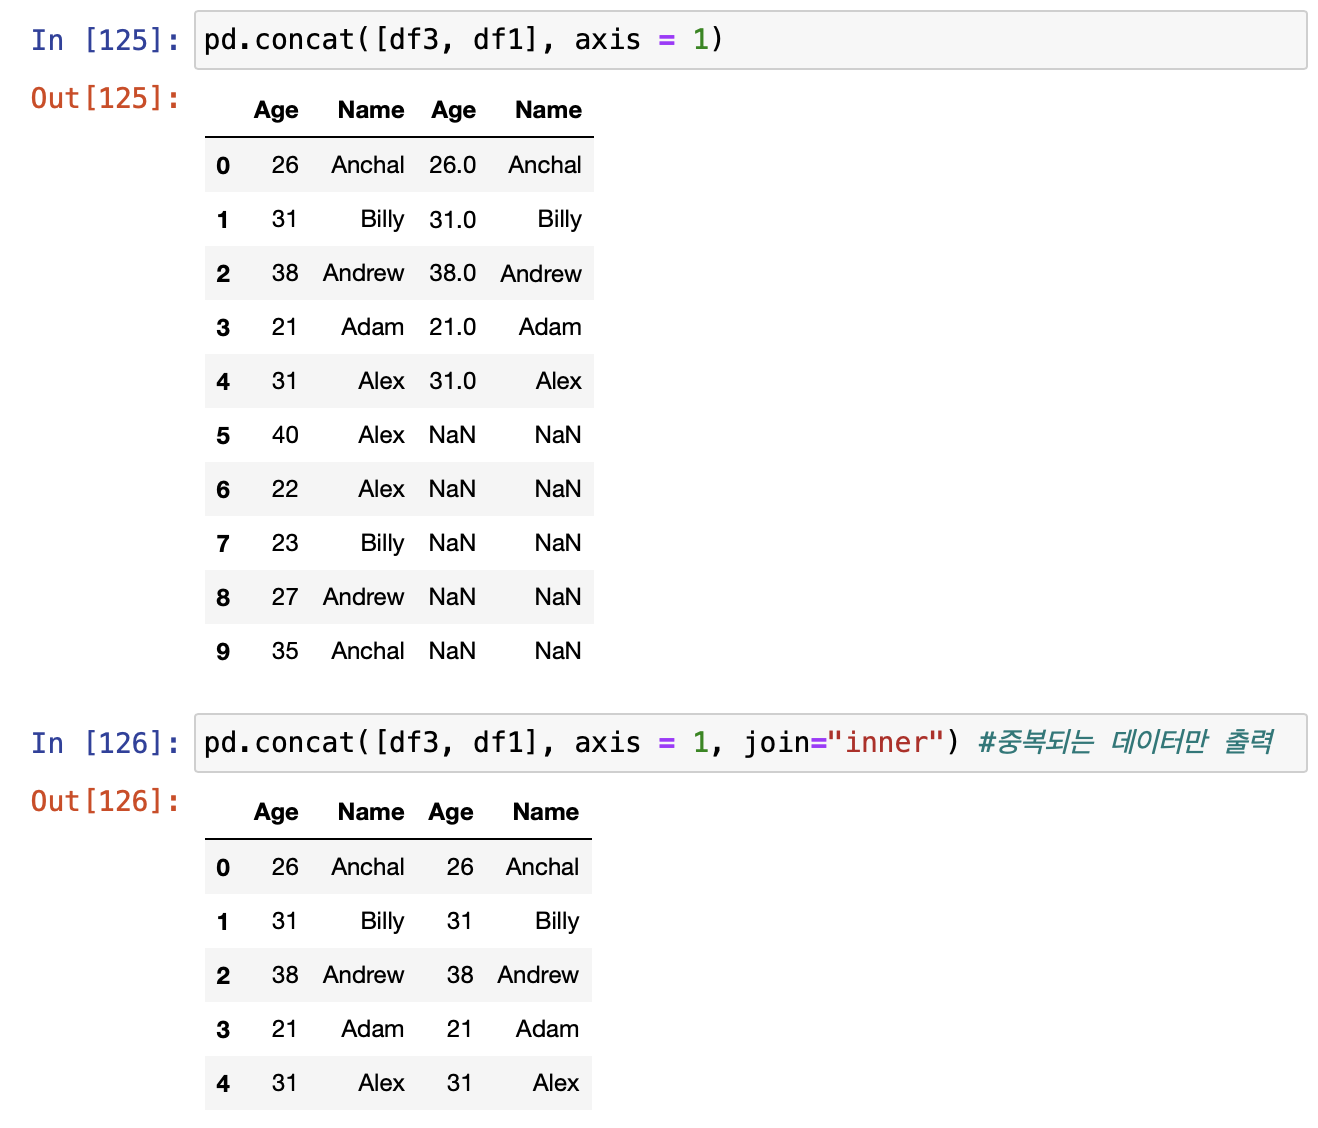 In [125]: pd.concat([df3, df1], axis = 1)
Out[125]:
Age Name Age Name
0 26 Anchal 26.0 Anchal
1 31 Billy 31.0 Billy
2 38 Andrew 38.0 Andrew
3 21 Adam 21.0 Adam
4 31 Alex 31.0 Alex
5 40 Alex NaN NaN
6 22 Alex NaN NaN
7 23 Billy NaN NaN
8 27 Andrew NaN NaN
9 35 Anchal NaN NaN
In [126]: pd.concat([df3, df1], axis = 1, join="inner") #중복되는 데이터만 출력
Out[126]:
Age Name Age Name
0 26 Anchal 26 Anchal
1 31 Billy 31 Billy
2 38 Andrew 38 Andrew
3 21 Adam 21 Adam
4 31 Alex 31 Alex